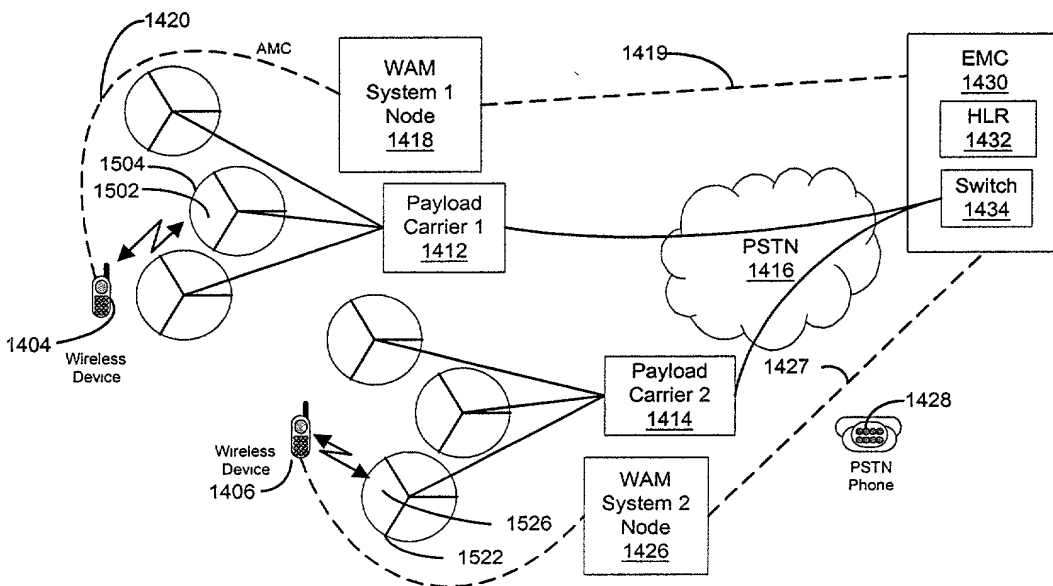 1420
AMC
WAM
System 1
Node
1418
1419
EMC
1430
HLR
1432
Switch
1434
1504
1502
Payload
Carrier 1
1412
PSTN
1416
1404
Wireless
Device
Payload
Carrier 2
1414
1427
1428
PSTN
Phone
Wireless
Device
1406
WAM
System 2
Node
1426
1526
1522